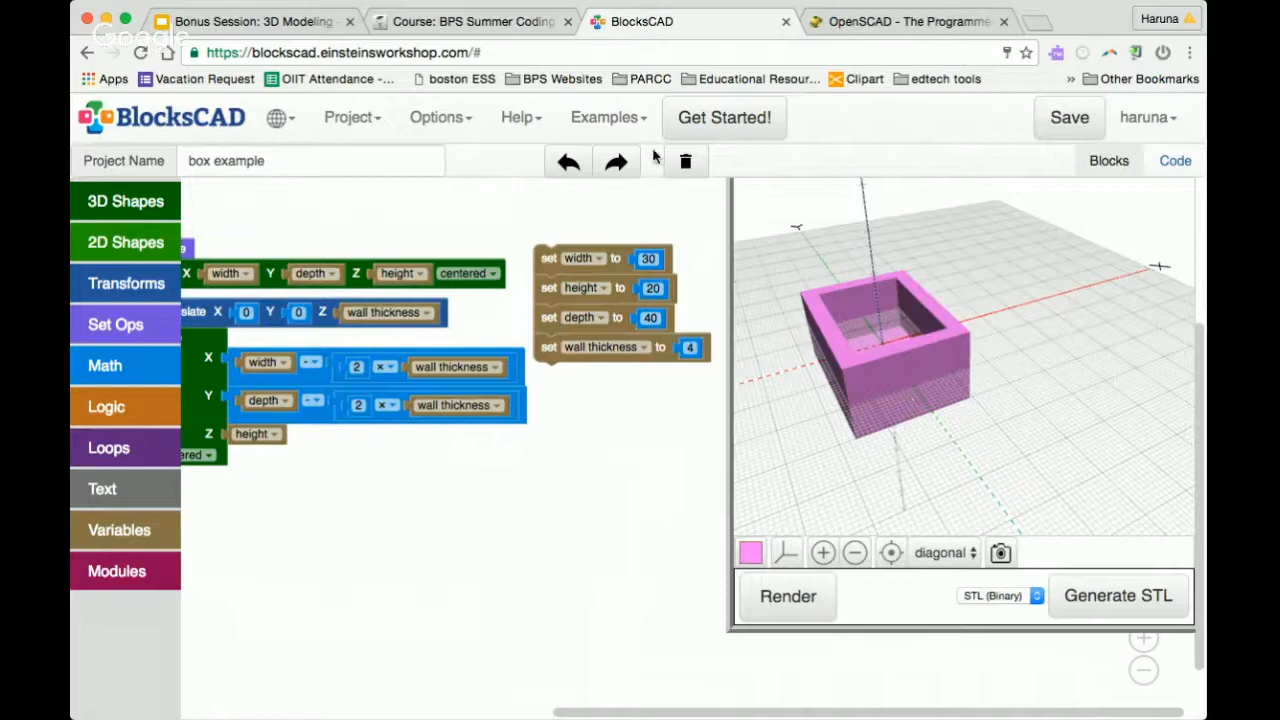 Bonus Session: 3D Modeling -
Course: BPS Summer Coding
BlocksCAD
OpenSCAD - The Programme
Haruna
Google
https://blockscad.einsteinsworkshop.com/#
Apps
Vacation Request
OIIT Attendance -...
boston ESS
BPS Websites
PARCC
Educational Resour...
Clipart
edtech tools
»
Other Bookmarks
BlocksCAD
Project
Options
Help
Examples
Get Started!
Save
haruna
Project Name
box example
Blocks
Code
3D Shapes
2D Shapes
Transforms
Set Ops
Math
Logic
Loops
Text
Variables
Modules
e
X width Y depth Z height centered
slate X 0 Y 0 Z wall thickness
X width - 2 × wall thickness
Y depth - 2 × wall thickness
Z height
ered
set width to 30
set height to 20
set depth to 40
set wall thickness to 4
Y
X
diagonal
Render
STL (Binary)
Generate STL